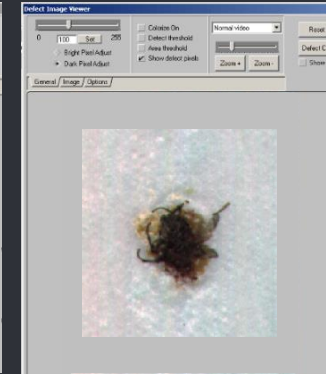 Defect Image Viewer
0 100 Set 255
Bright Pixel Adjust
Dark Pixel Adjust
Colorize On
Detect threshold
Area threshold
Show defect pixels
Normal video
Zoom + Zoom -
Reset
Defect C
Show
General Image Options